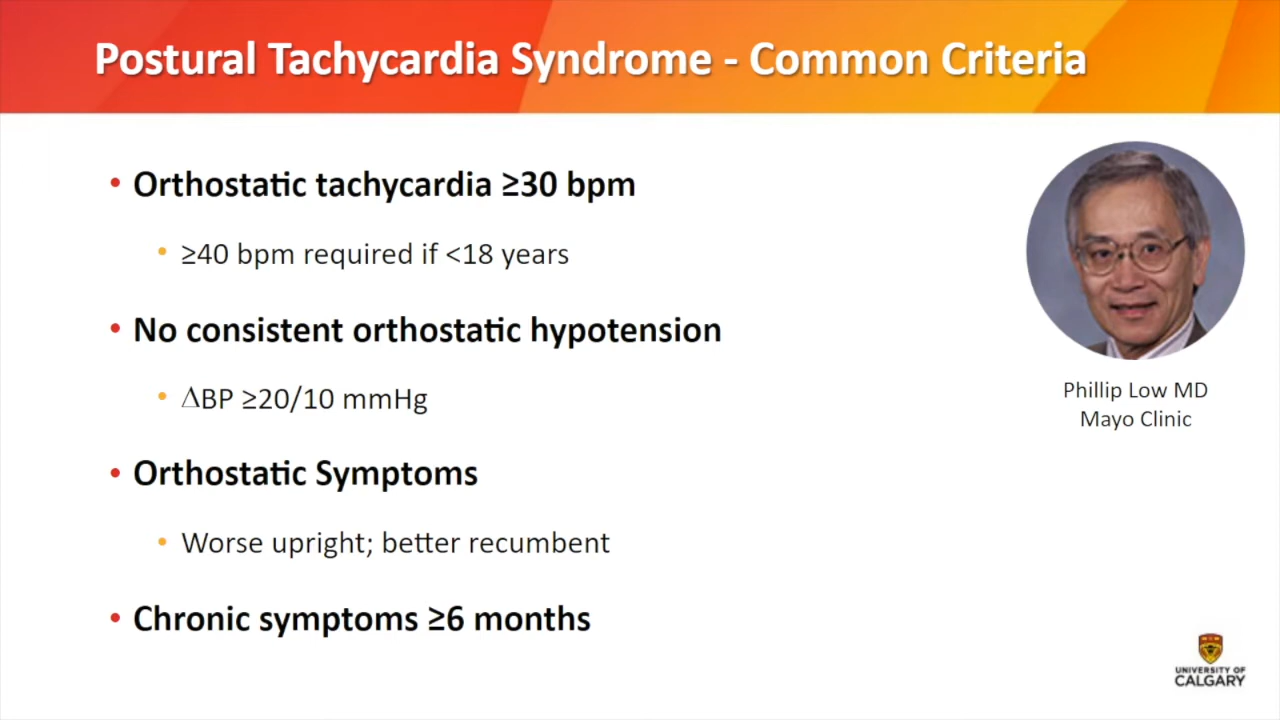 Postural Tachycardia Syndrome - Common Criteria
• Orthostatic tachycardia ≥30 bpm
• ≥40 bpm required if <18 years
• No consistent orthostatic hypotension
• ΔBP ≥20/10 mmHg
• Orthostatic Symptoms
• Worse upright; better recumbent
• Chronic symptoms ≥6 months
Phillip Low MD
Mayo Clinic
UNIVERSITY OF
CALGARY